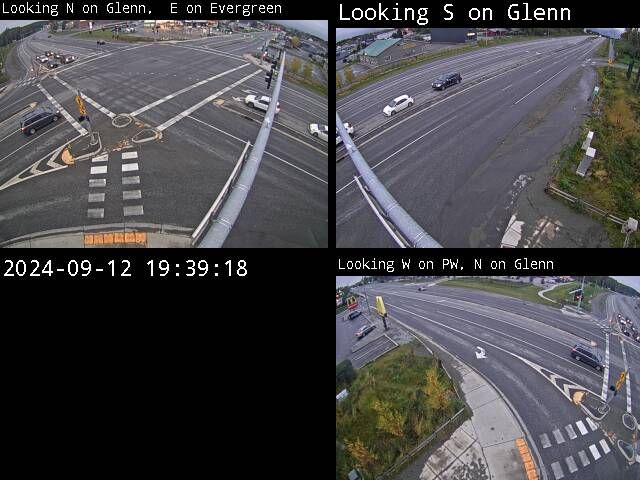 Looking N on Glenn, E on Evergreen
Looking S on Glenn
2024-09-12 19:39:18
Looking W on PW, N on Glenn